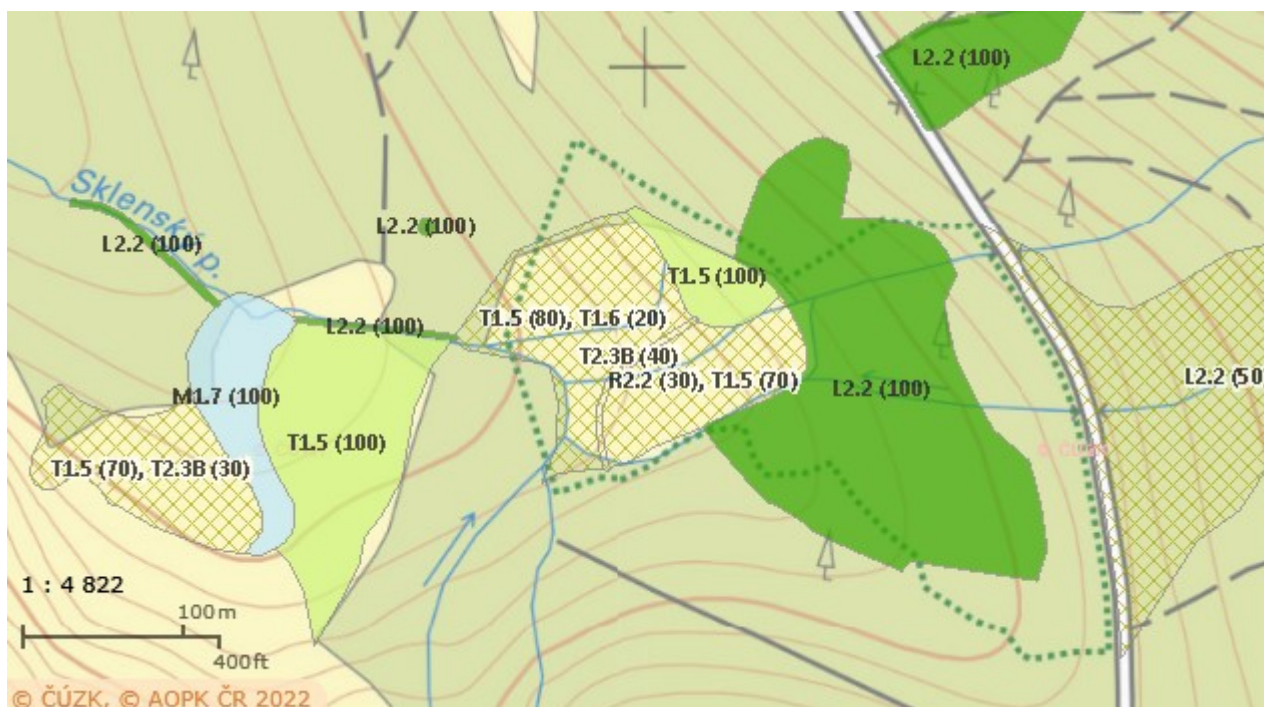 L2.2 (100)
Sklenský p.
L2.2 (100)
L2.2 (100)
T1.5 (100)
L2.2 (100)
T1.5 (80), T1.6 (20)
T2.3B (40)
R2.2 (30), T1.5 (70)
L2.2 (100)
L2.2 (50
M1.7 (100)
T1.5 (100)
T1.5 (70), T2.3B (30)
© ČÚZK
1 : 4 822
100m
400ft
© ČÚZK, © AOPK ČR 2022